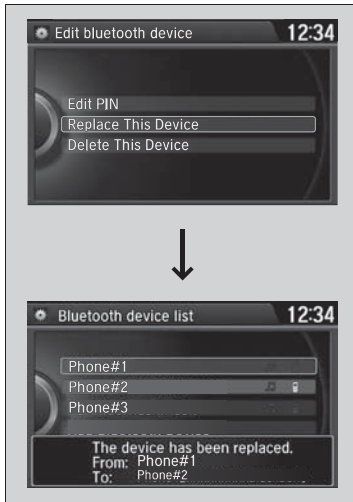 Edit bluetooth device 12:34
Edit PIN
Replace This Device
Delete This Device
Bluetooth device list 12:34
Phone#1
Phone#2
Phone#3
The device has been replaced.
From: Phone#1
To: Phone#2